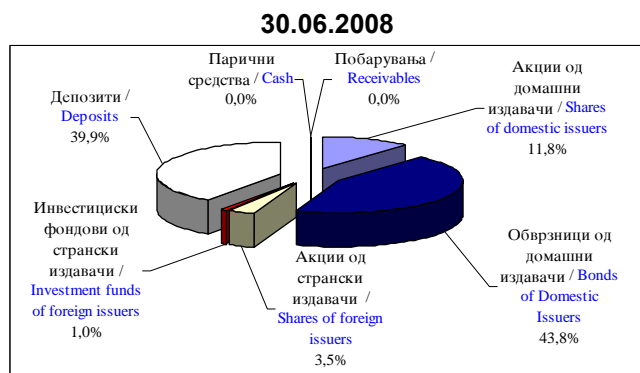 30.06.2008
Парични
средства / Cash
0,0%
Побарувања /
Receivables
0,0%
Акции од
домашни
издавачи / Shares
of domestic issuers
11,8%
Депозити /
Deposits
39,9%
Инвестициски
фондови од
странски
издавачи /
Investment funds
of foreign issuers
1,0%
Акции од
странски
издавачи /
Shares of foreign
issuers
3,5%
Обврзници од
домашни
издавачи / Bonds
of Domestic
Issuers
43,8%